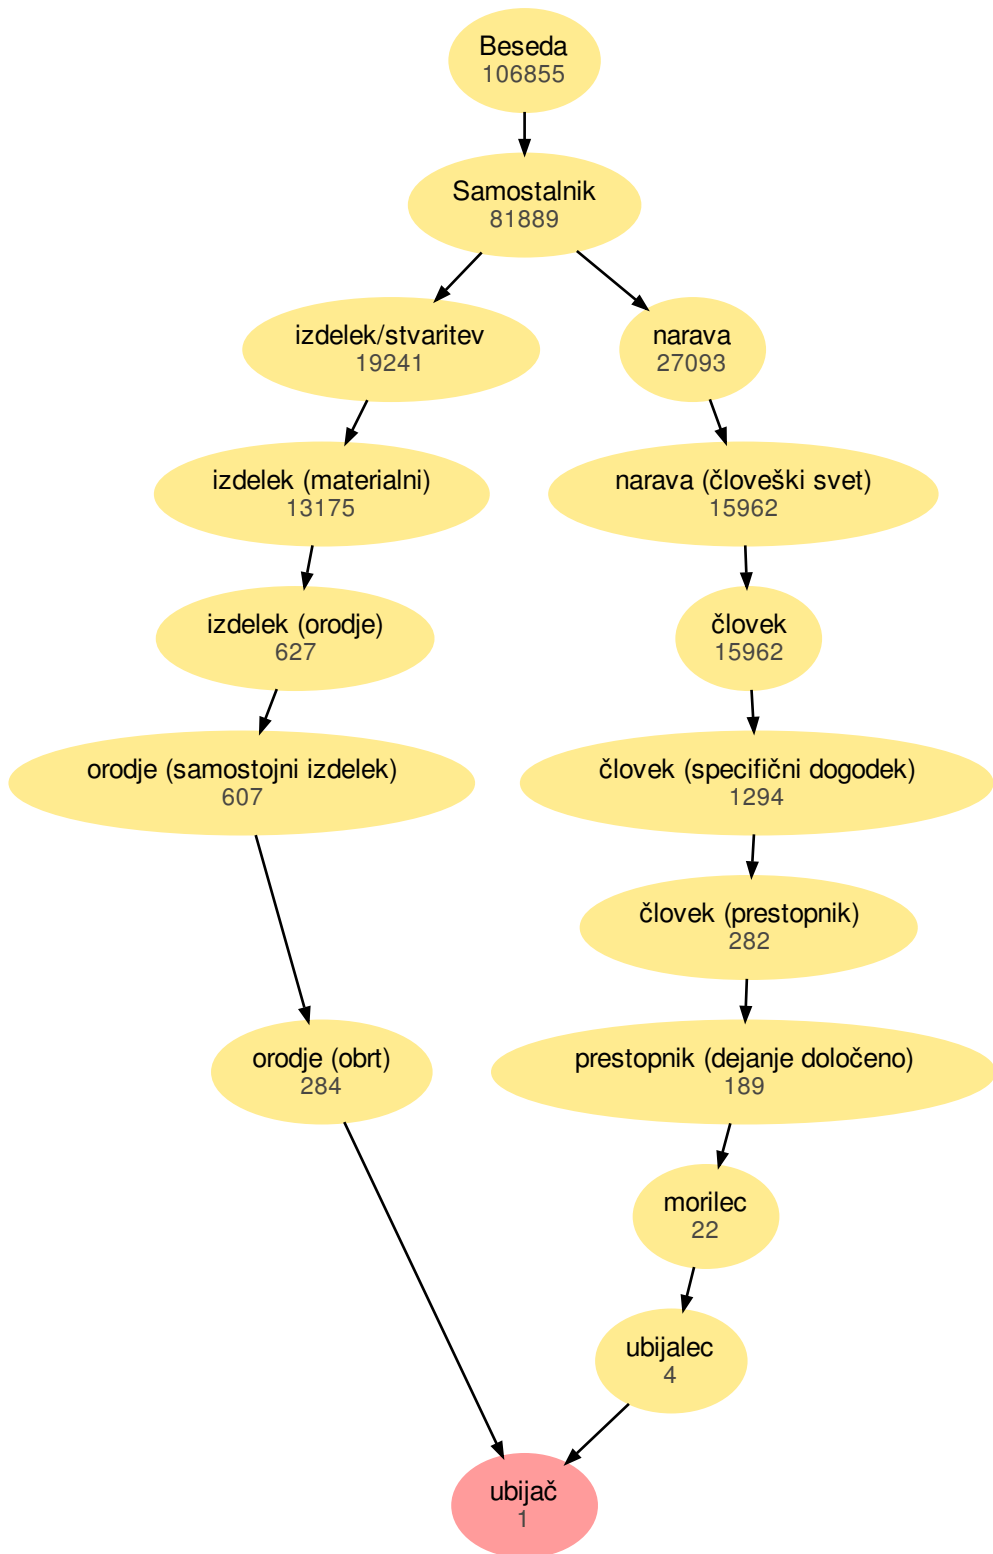 Beseda
106855
Samostalnik
81889
izdelek/stvaritev
19241
narava
27093
izdelek (materialni)
13175
narava (človeški svet)
15962
izdelek (orodje)
627
človek
15962
orodje (samostojni izdelek)
607
človek (specifični dogodek)
1294
človek (prestopnik)
282
orodje (obrt)
284
prestopnik (dejanje določeno)
189
morilec
22
ubijalec
4
ubijač
1